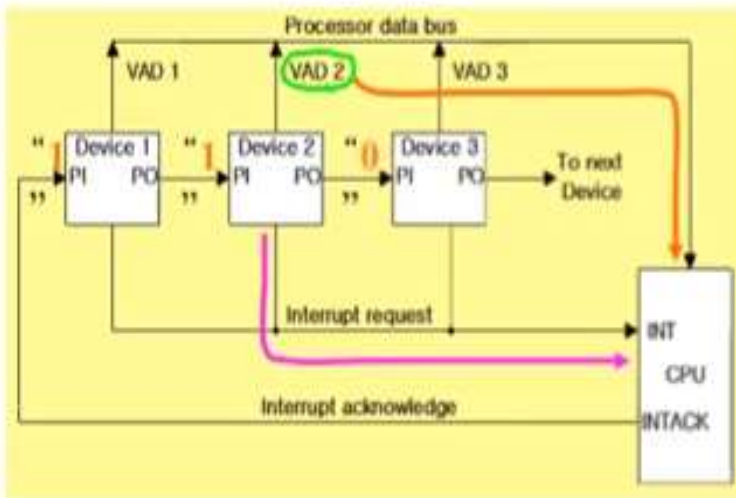 Processor data bus
VAD 1
VAD 2
VAD 3
"1"
Device 1
PI PO
"1"
Device 2
PI PO
"0"
Device 3
PI PO
To next
Device
Interrupt request
INT
CPU
Interrupt acknowledge
INTACK